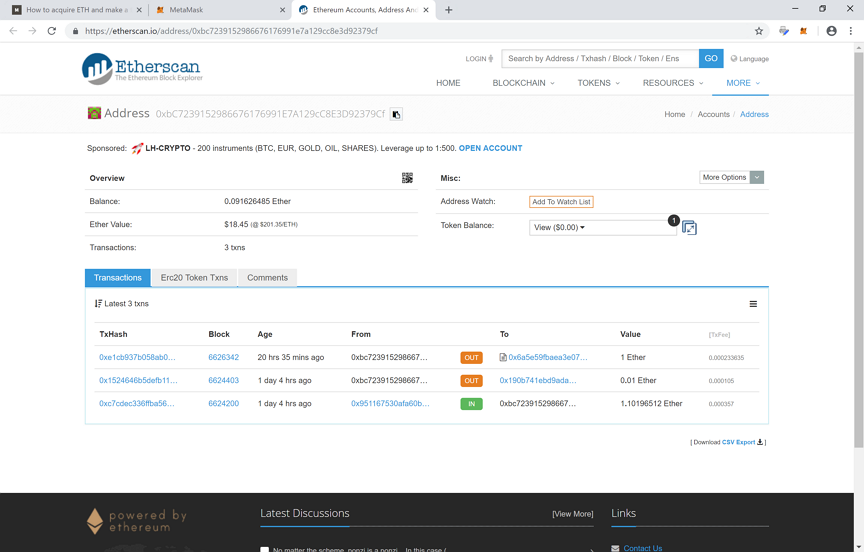 How to acquire ETH and make a
MetaMask
Ethereum Accounts, Address And
https://etherscan.io/address/0xbc7239152986676176991e7a129cc8e3d92379cf
LOGIN
Search by Address / Txhash / Block / Token / Ens
GO
Language
Etherscan
The Ethereum Block Explorer
HOME BLOCKCHAIN TOKENS RESOURCES MORE
Address 0xbC7239152986676176991E7A129cC8E3D92379Cf
Home / Accounts / Address
Sponsored: LH-CRYPTO - 200 instruments (BTC, EUR, GOLD, OIL, SHARES). Leverage up to 1:500. OPEN ACCOUNT
Overview
Balance: 0.091626485 Ether
Ether Value: $18.45 (@ $201.35/ETH)
Transactions: 3 txns
Misc: More Options
Address Watch: Add To Watch List
Token Balance: View ($0.00) 1
Transactions Erc20 Token Txns Comments
Latest 3 txns
TxHash Block Age From To Value [TxFee]
0xe1cb937b058ab0... 6626342 20 hrs 35 mins ago 0xbc723915298667... OUT 0x6a5e59fbaea3e07... 1 Ether 0.000233635
0x1524646b5defb11... 6624403 1 day 4 hrs ago 0xbc723915298667... OUT 0x190b741ebd9ada... 0.01 Ether 0.000105
0xc7cdec336ffba56... 6624200 1 day 4 hrs ago 0x951167530afa60b... IN 0xbc723915298667... 1.10196512 Ether 0.000357
[ Download CSV Export ]
powered by
ethereum
Latest Discussions [View More]
No matter the scheme, ponzi is a ponzi... In this case (
Links
Contact Us